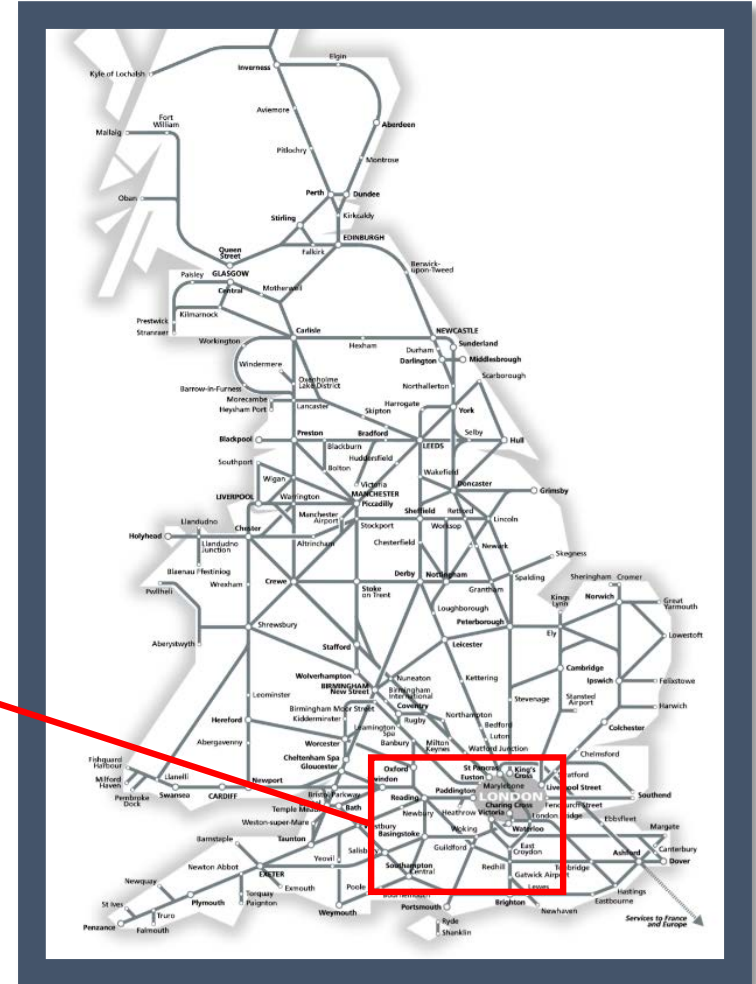 Elgin
Inverness
Kyle of Lochalsh
Aviemore
Fort
William
Mallaig
Aberdeen
Pitlochry
Montrose
Perth
Dundee
Oban
Stirling
Kirkcaldy
EDINBURGH
Queen
Street
Falkirk
Berwick-
upon-Tweed
Paisley
GLASGOW
Central
Motherwell
Prestwick
Kilmarnock
Stranraer
Carlisle
NEWCASTLE
Workington
Hexham
Sunderland
Durham
Darlington
Middlesbrough
Windermere
Scarborough
Oxenholme
Lake District
Barrow-in-Furness
Northallerton
Morecambe
Harrogate
Heysham Port
Lancaster
Skipton
York
Blackpool
Preston
Bradford
Selby
Hull
Blackburn
LEEDS
Huddersfield
Southport
Bolton
Wakefield
Wigan
Victoria
Doncaster
MANCHESTER
Grimsby
LIVERPOOL
Warrington
Piccadilly
Manchester
Airport
Sheffield
Retford
Llandudno
Chester
Stockport
Worksop
Lincoln
Holyhead
Llandudno
Junction
Altrincham
Chesterfield
Newark
Skegness
Blaenau Ffestiniog
Derby
Nottingham
Spalding
Sheringham
Cromer
Pwllheli
Wrexham
Crewe
Stoke
on Trent
Grantham
Kings
Lynn
Norwich
Great
Yarmouth
Loughborough
Shrewsbury
Peterborough
Aberystwyth
Stafford
Leicester
Ely
Lowestoft
Wolverhampton
Cambridge
BIRMINGHAM
New Street
Nuneaton
Kettering
Ipswich
Felixstowe
Birmingham
International
Stansted
Airport
Leominster
Birmingham Moor Street
Coventry
Stevenage
Harwich
Kidderminster
Rugby
Northampton
Hereford
Leamington
Spa
Bedford
Colchester
Abergavenny
Worcester
Banbury
Milton
Keynes
Luton
Cheltenham Spa
Watford Junction
Chelmsford
Fishguard
Harbour
Gloucester
Oxford
St Pancras
King's
Cross
Stratford
Milford
Haven
Llanelli
Newport
Swindon
Euston
Marylebone
Liverpool Street
Pembroke
Dock
Swansea
CARDIFF
Bristol Parkway
Reading
Paddington
LONDON
Fenchurch Street
Southend
Temple Meads
Bath
Newbury
Heathrow
Charing Cross
Victoria
London Bridge
Ebbsfleet
Weston-super-Mare
Westbury
Basingstoke
Woking
Waterloo
Margate
Barnstaple
Taunton
Salisbury
Guildford
East
Croydon
Canterbury
Yeovil
Redhill
Tonbridge
Ashford
Dover
Newton Abbot
EXETER
Southampton
Central
Gatwick Airport
Newquay
Exmouth
Poole
Bournemouth
Lewes
Hastings
St Ives
Plymouth
Torquay
Paignton
Weymouth
Portsmouth
Brighton
Eastbourne
Truro
Newhaven
Penzance
Falmouth
Ryde
Shanklin
Services to France
and Europe